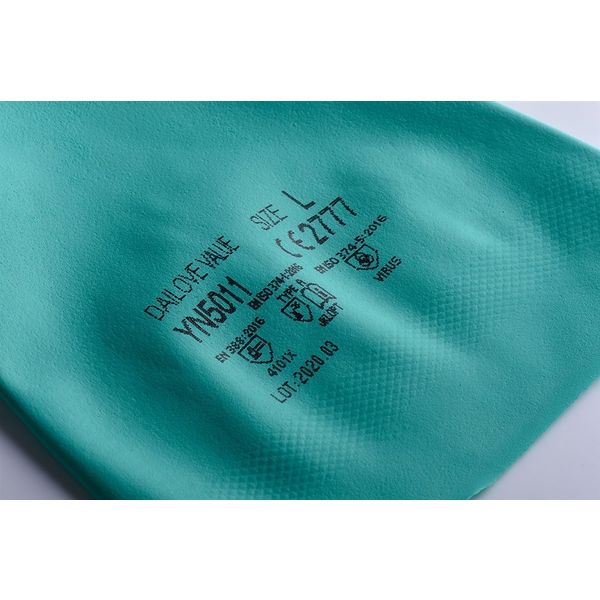 DAILOVE VALUE SIZE L
YN5011 CE2777
EN 388:2016 EN ISO 374-1:2016 EN ISO 374-5:2016
TYPE A
4101X VIRUS
LOT:2020.03